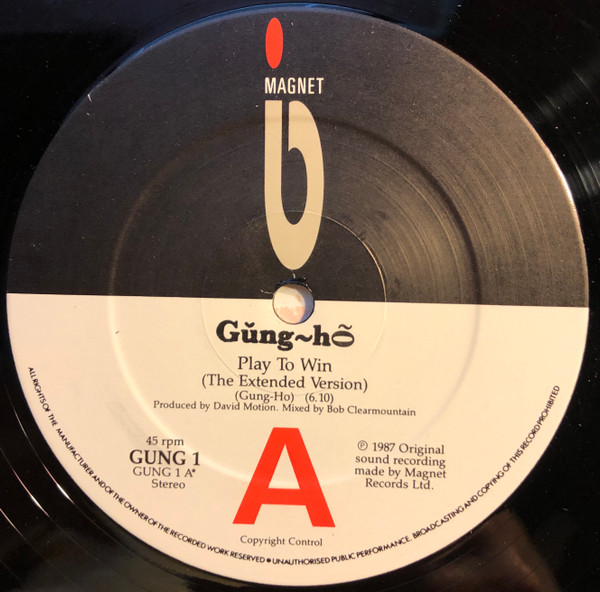 MAGNET
Gŭng~hõ
Play To Win
(The Extended Version)
(Gung-Ho) (6.10)
Produced by David Motion. Mixed by Bob Clearmountain
45 rpm
GUNG 1
GUNG 1 A*
Stereo
A
℗ 1987 Original
sound recording
made by Magnet
Records Ltd.
Copyright Control
ALL RIGHTS OF THE MANUFACTURER AND OF THE OWNER OF THE RECORDED WORK RESERVED • UNAUTHORISED PUBLIC PERFORMANCE, BROADCASTING AND COPYING OF THIS RECORD PROHIBITED